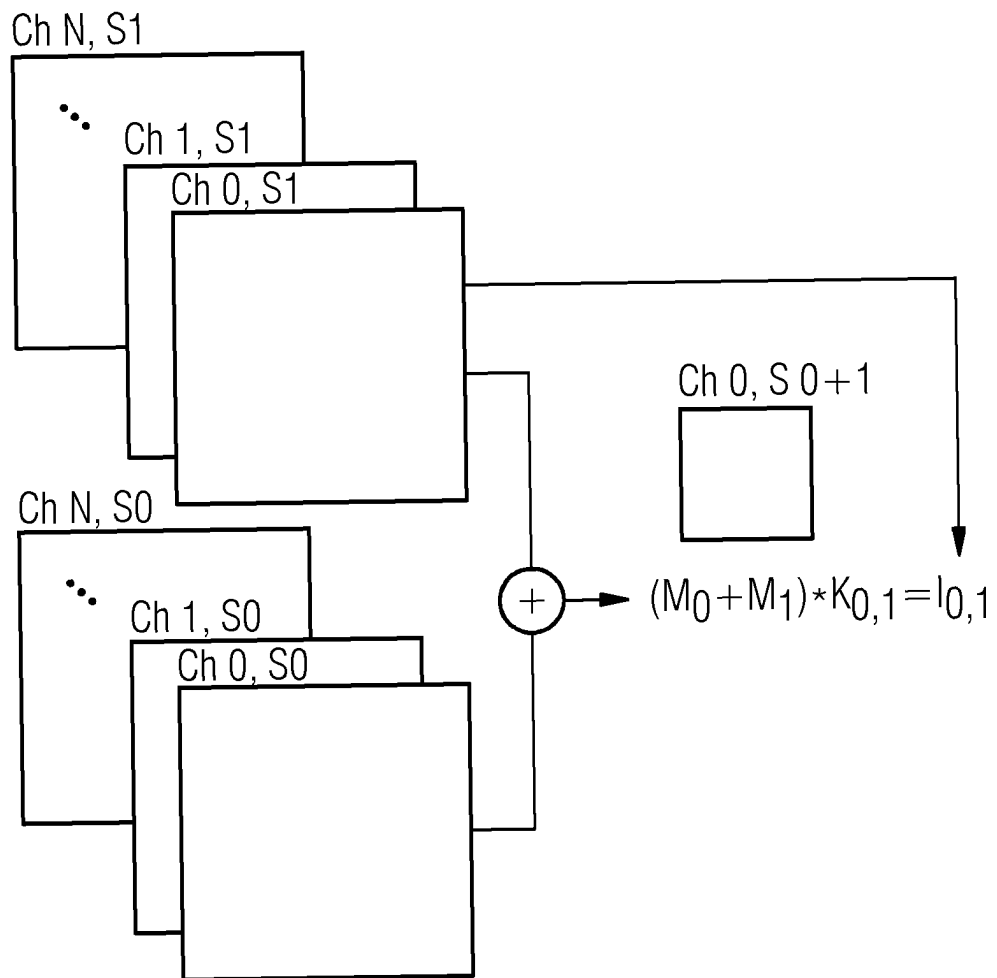 Ch N, S1
Ch 1, S1
Ch 0, S1
Ch 0, S 0+1
Ch N, S0
(M0+M1)*K0,1=I0,1
+
Ch 1, S0
Ch 0, S0